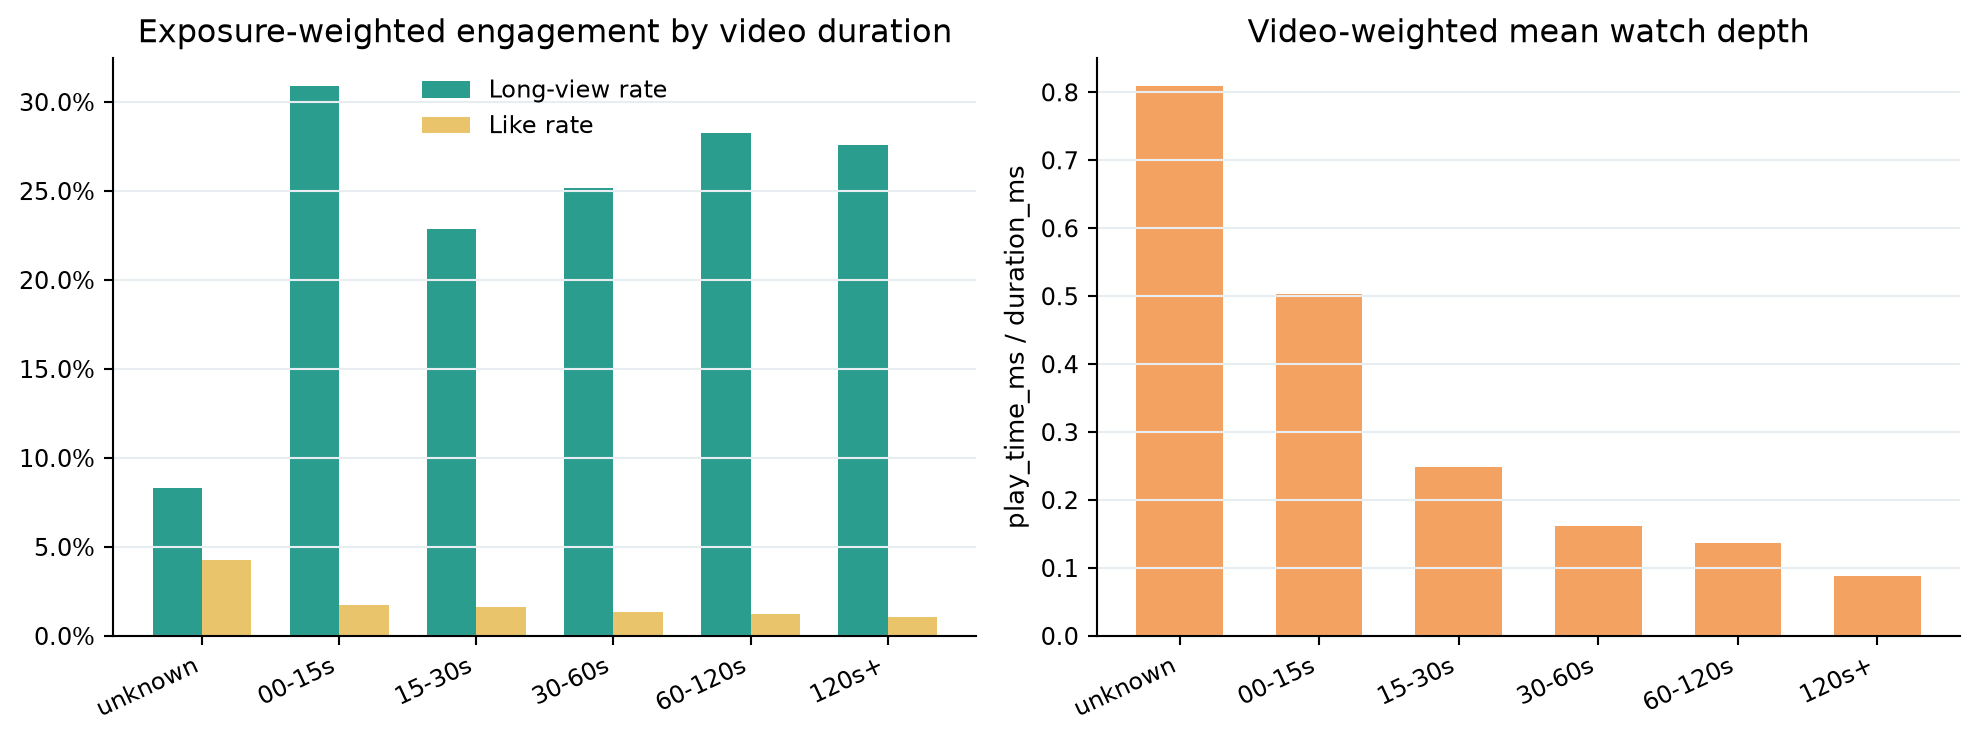 Exposure-weighted engagement by video duration
Long-view rate
Like rate
30.0%
25.0%
20.0%
15.0%
10.0%
5.0%
0.0%
unknown
00-15s
15-30s
30-60s
60-120s
120s+
Video-weighted mean watch depth
play_time_ms / duration_ms
0.8
0.7
0.6
0.5
0.4
0.3
0.2
0.1
0.0
unknown
00-15s
15-30s
30-60s
60-120s
120s+